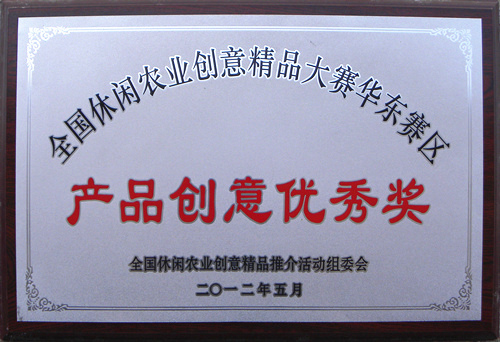 全国休闲农业创意精品大赛华东赛区
产品创意优秀奖
全国休闲农业创意精品推介活动组委会
二〇一二年五月